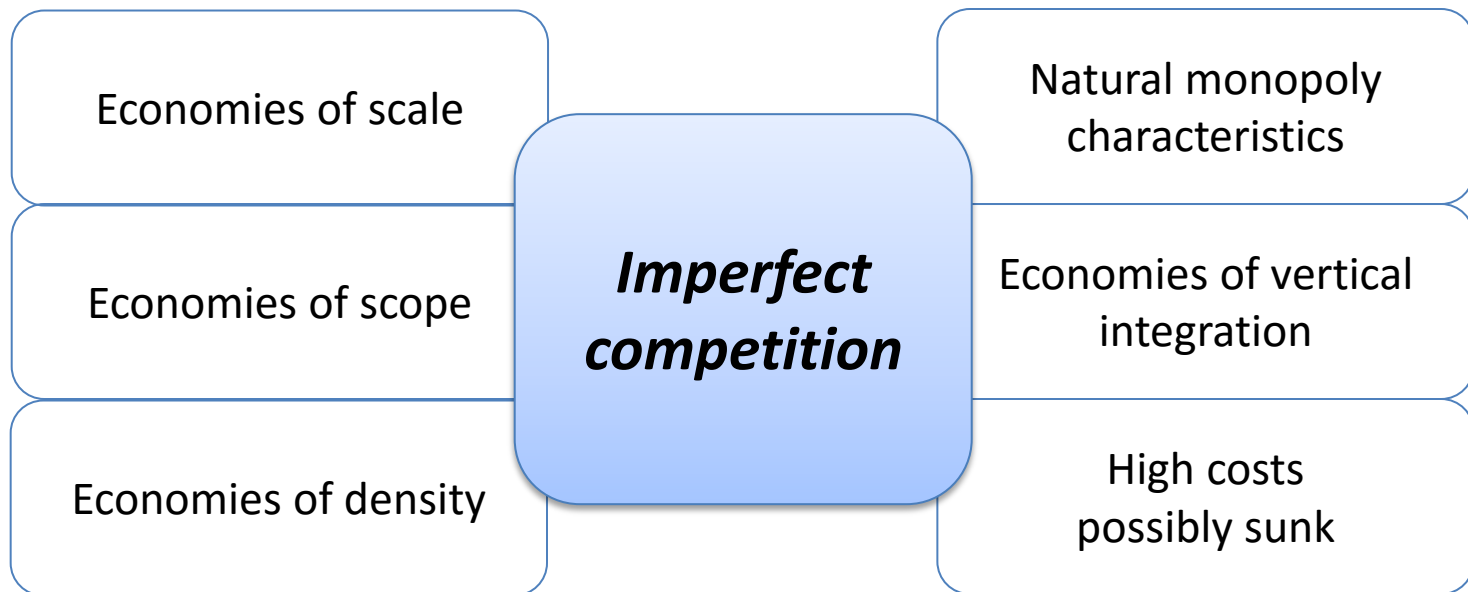 Economies of scale
Economies of scope
Economies of density
Imperfect
competition
Natural monopoly
characteristics
Economies of vertical
integration
High costs
possibly sunk